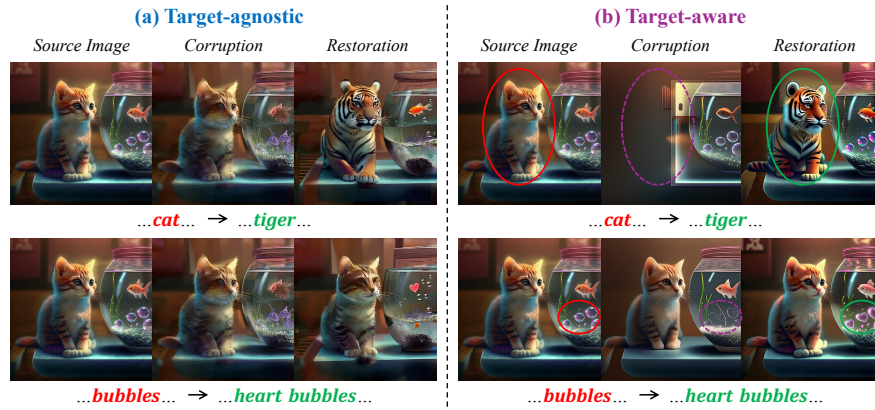 (a) Target-agnostic
Source Image Corruption Restoration
...cat... → ...tiger...
...bubbles... → ...heart bubbles...
(b) Target-aware
Source Image Corruption Restoration
...cat... → ...tiger...
...bubbles... → ...heart bubbles...